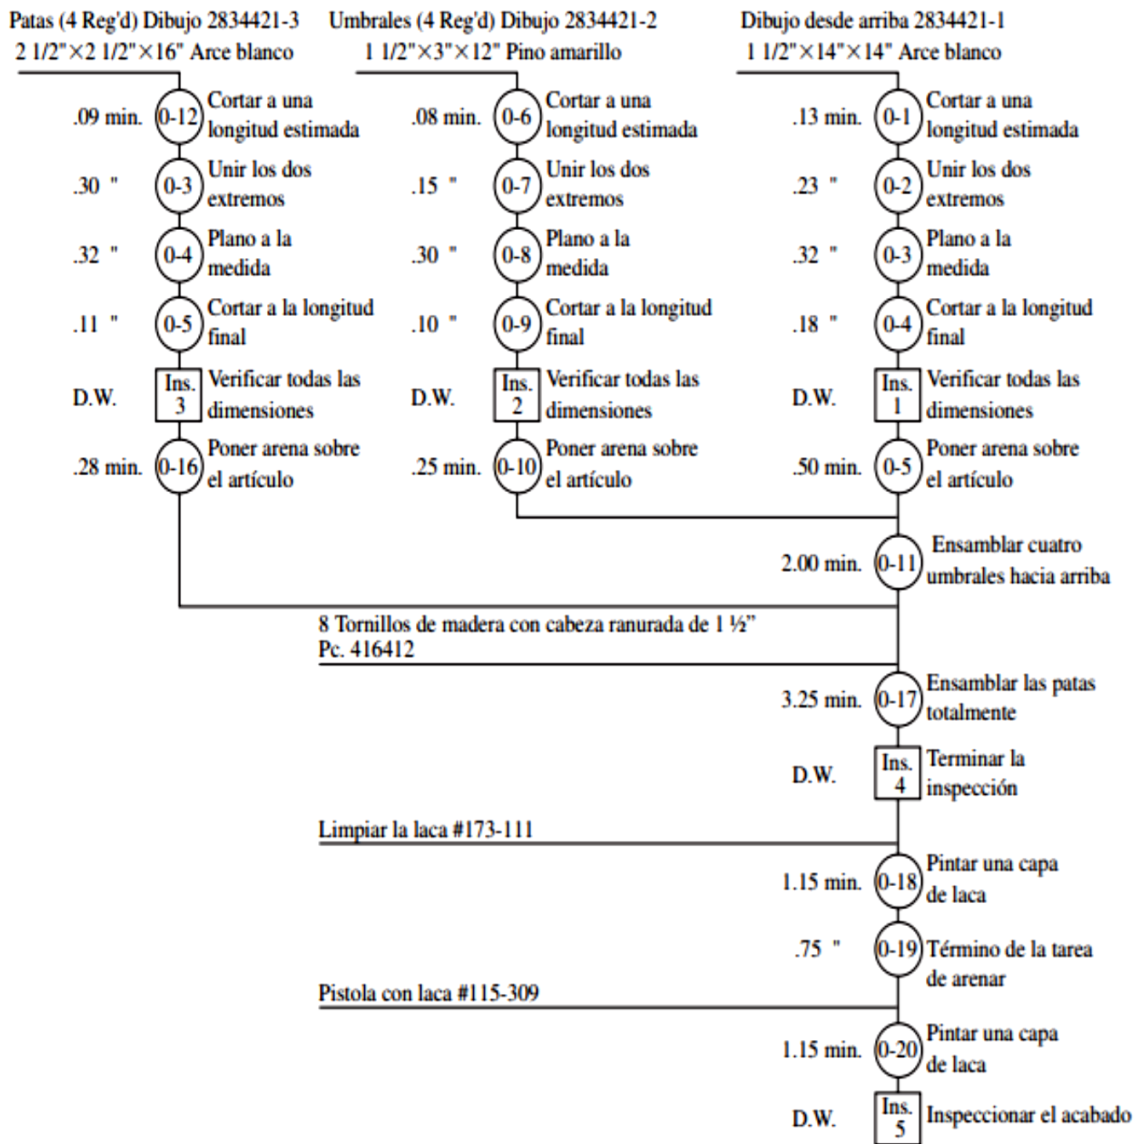 Patas (4 Reg'd) Dibujo 2834421-3
2 1/2"×2 1/2"×16" Arce blanco
.09 min.
0-12
Cortar a una
longitud estimada
.30 "
0-3
Unir los dos
extremos
.32 "
0-4
Plano a la
medida
.11 "
0-5
Cortar a la longitud
final
D.W.
Ins.
3
Verificar todas las
dimensiones
.28 min.
0-16
Poner arena sobre
el artículo
Umbrales (4 Reg'd) Dibujo 2834421-2
1 1/2"×3"×12" Pino amarillo
.08 min.
0-6
Cortar a una
longitud estimada
.15 "
0-7
Unir los dos
extremos
.30 "
0-8
Plano a la
medida
.10 "
0-9
Cortar a la longitud
final
D.W.
Ins.
2
Verificar todas las
dimensiones
.25 min.
0-10
Poner arena sobre
el artículo
Dibujo desde arriba 2834421-1
1 1/2"×14"×14" Arce blanco
.13 min.
0-1
Cortar a una
longitud estimada
.23 "
0-2
Unir los dos
extremos
.32 "
0-3
Plano a la
medida
.18 "
0-4
Cortar a la longitud
final
D.W.
Ins.
1
Verificar todas las
dimensiones
.50 min.
0-5
Poner arena sobre
el artículo
2.00 min.
0-11
Ensamblar cuatro
umbrales hacia arriba
8 Tornillos de madera con cabeza ranurada de 1 ½”
Pc. 416412
3.25 min.
0-17
Ensamblar las patas
totalmente
D.W.
Ins.
4
Terminar la
inspección
Limpiar la laca #173-111
1.15 min.
0-18
Pintar una capa
de laca
.75 "
0-19
Término de la tarea
de arenar
Pistola con laca #115-309
1.15 min.
0-20
Pintar una capa
de laca
D.W.
Ins.
5
Inspeccionar el acabado